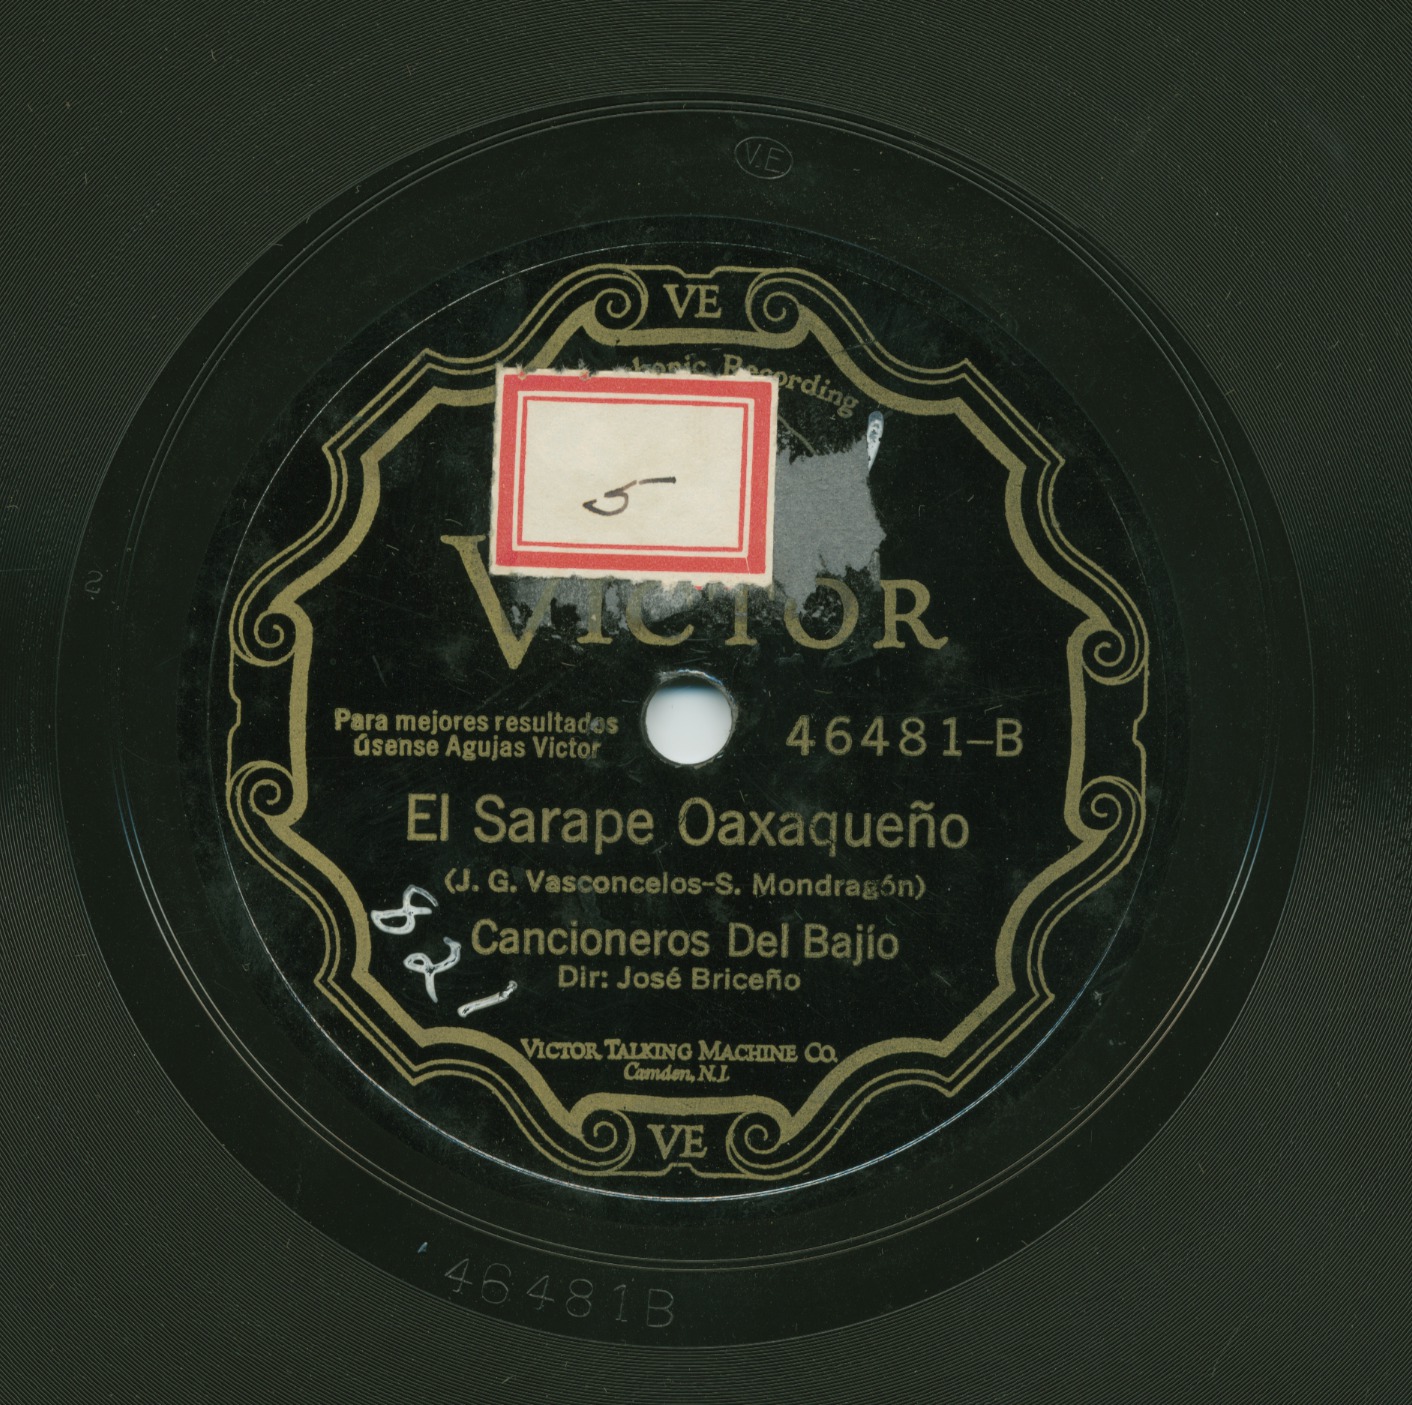 VE
VE
Recording
5
VICTOR
Para mejores resultados
úsense Agujas Victor
46481-B
El Sarape Oaxaqueño
(J. G. Vasconcelos-S. Mondragón)
Cancioneros Del Bajío
Dir: José Briceño
VICTOR TALKING MACHINE CO.
Camden, N.J.
VE
46481B